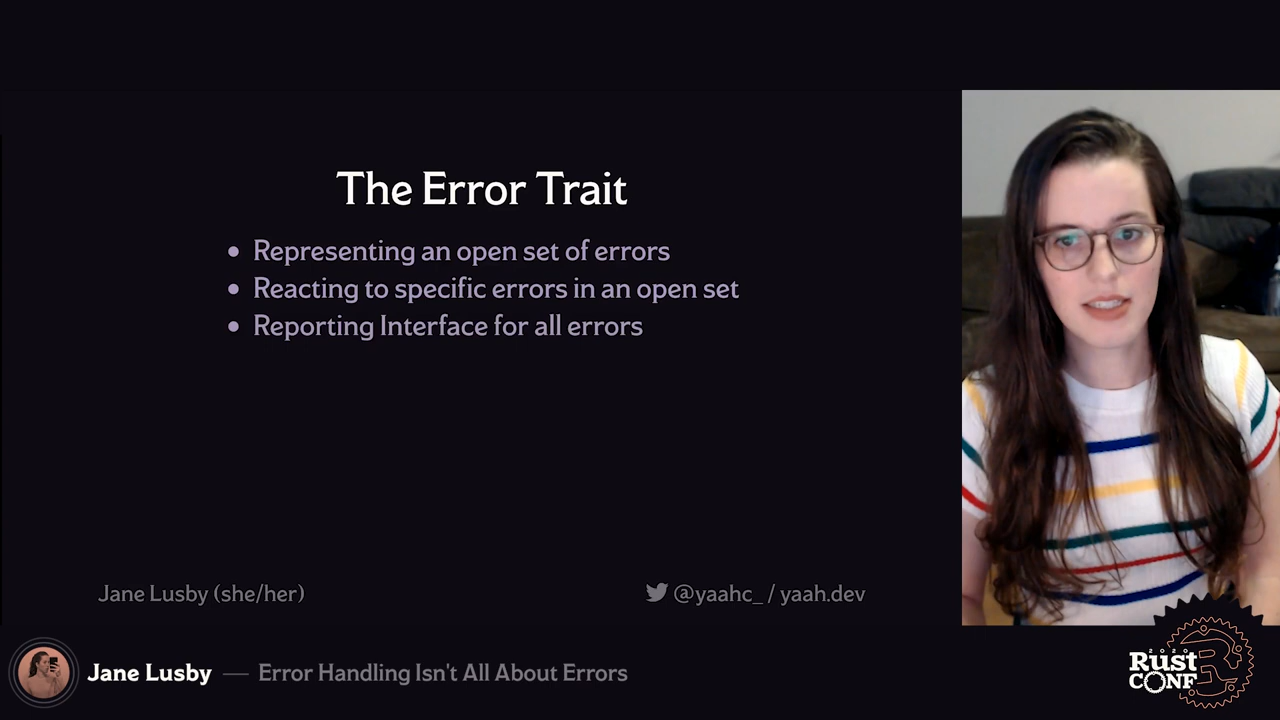 The Error Trait
• Representing an open set of errors
• Reacting to specific errors in an open set
• Reporting Interface for all errors
Jane Lusby (she/her)
@yaahc_ / yaah.dev
Jane Lusby — Error Handling Isn't All About Errors
2020
Rust
CONF